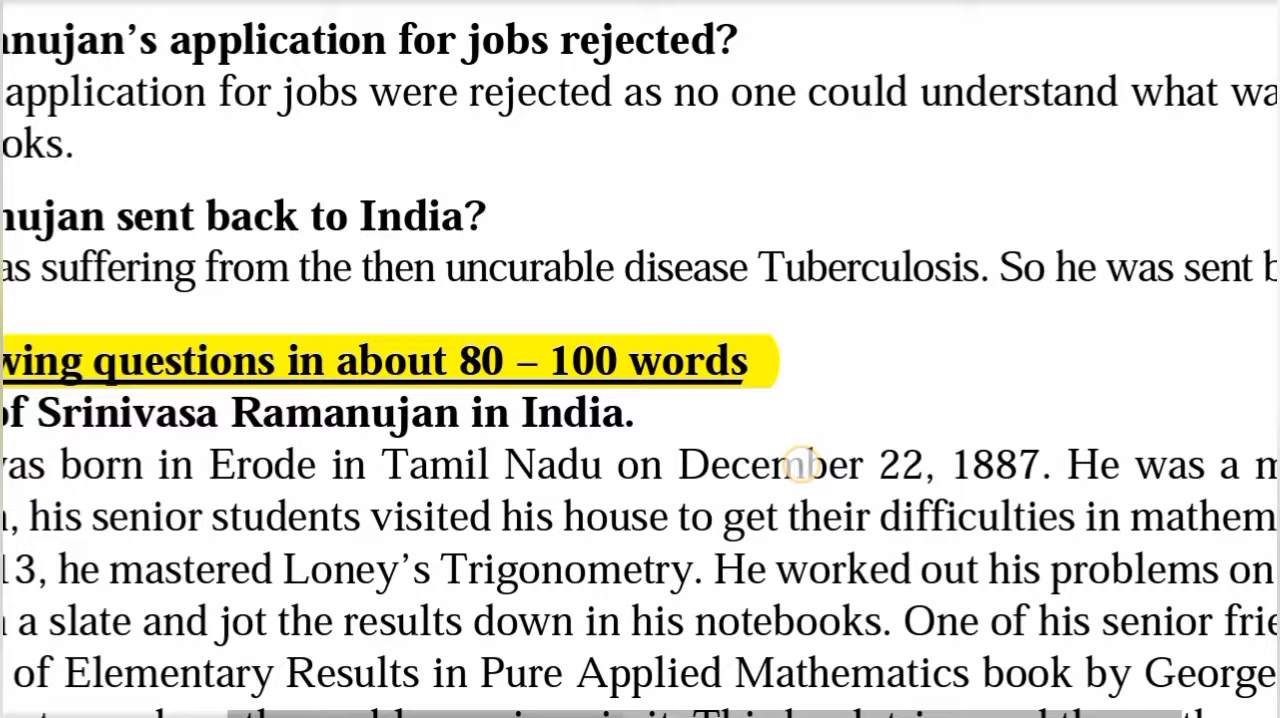 anujan’s application for jobs rejected?
application for jobs were rejected as no one could understand what wa
oks.
nujan sent back to India?
as suffering from the then uncurable disease Tuberculosis. So he was sent b
wing questions in about 80 – 100 words
of Srinivasa Ramanujan in India.
was born in Erode in Tamil Nadu on December 22, 1887. He was a m
, his senior students visited his house to get their difficulties in mathem
13, he mastered Loney’s Trigonometry. He worked out his problems on
a slate and jot the results down in his notebooks. One of his senior frie
of Elementary Results in Pure Applied Mathematics book by George